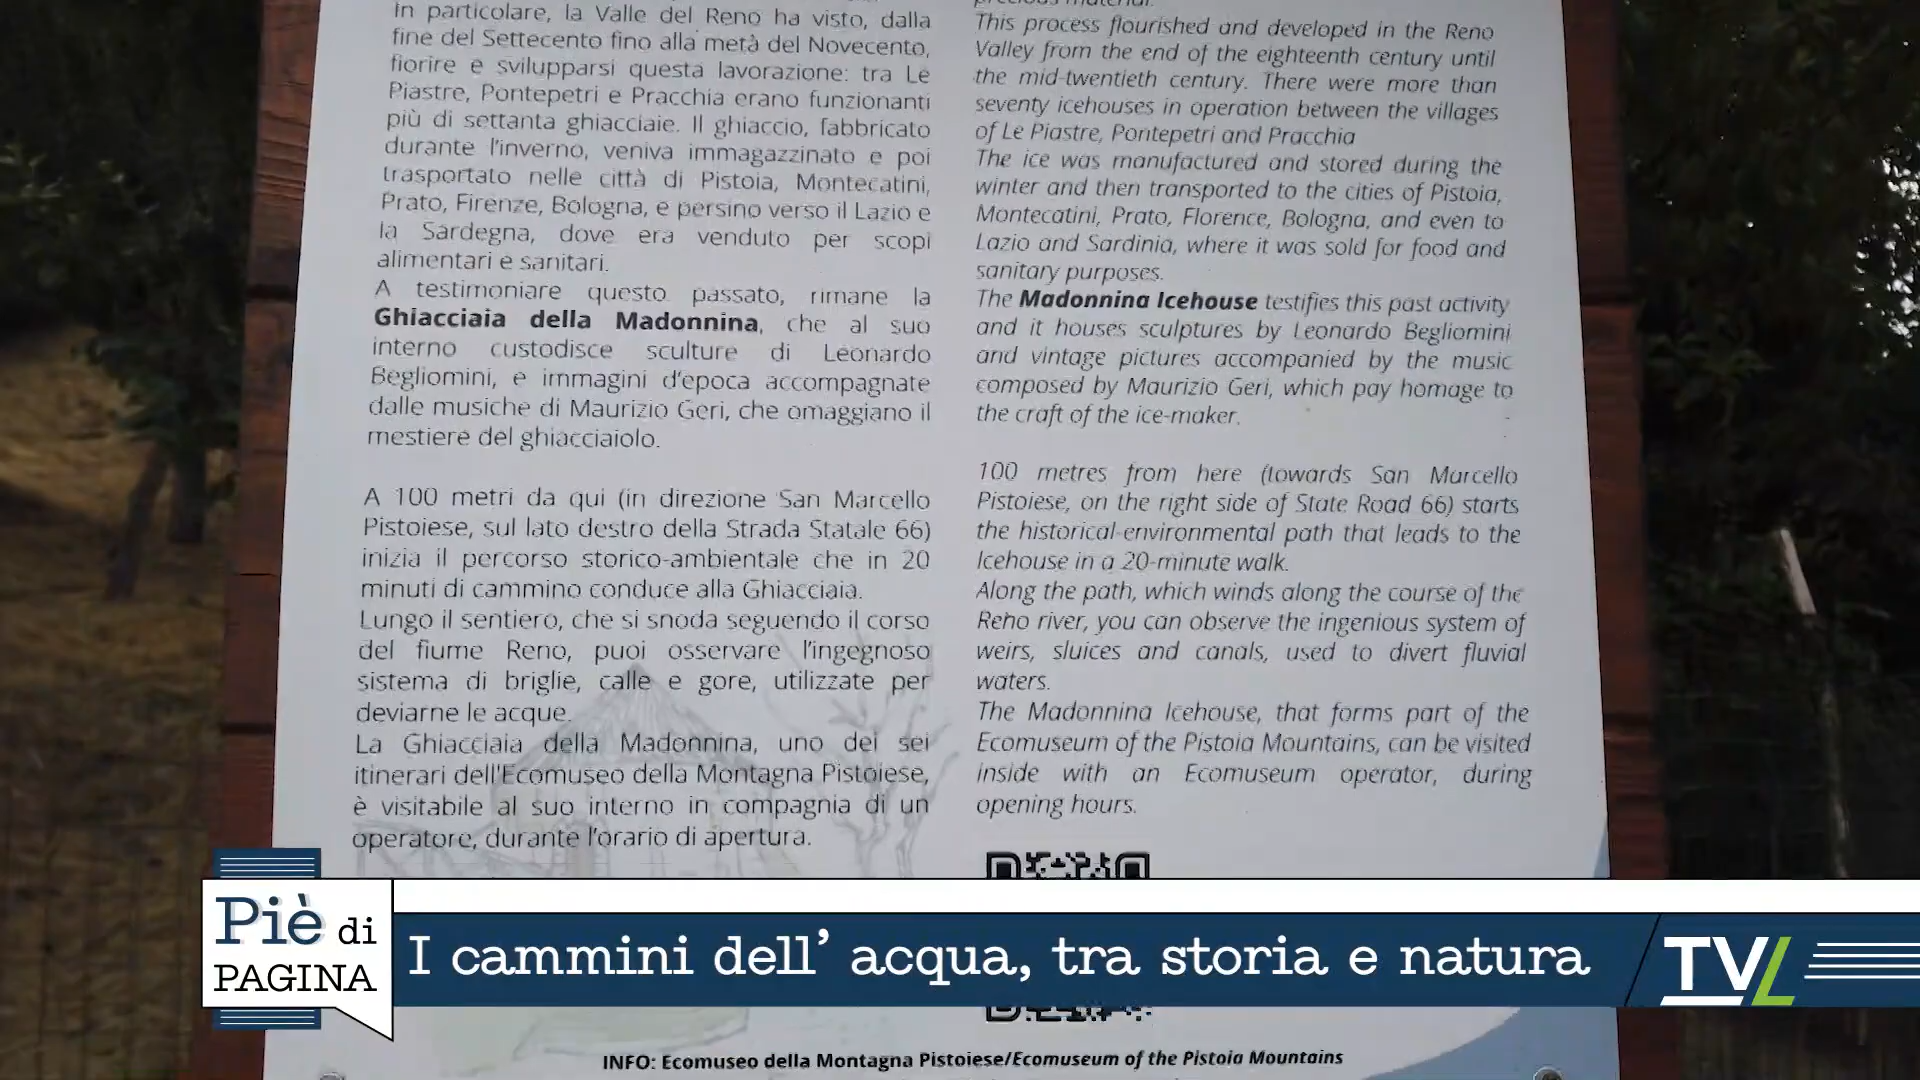 In particolare, la Valle del Reno ha visto, dalla
fine del Settecento fino alla metà del Novecento,
fiorire e svilupparsi questa lavorazione: tra Le
Piastre, Pontepetri e Pracchia erano funzionanti
più di settanta ghiacciaie. Il ghiaccio, fabbricato
durante l'inverno, veniva immagazzinato e poi
trasportato nelle città di Pistoia, Montecatini,
Prato, Firenze, Bologna, e persino verso il Lazio e
la Sardegna, dove era venduto per scopi
alimentari e sanitari.
A testimoniare questo passato, rimane la
Ghiacciaia della Madonnina, che al suo
interno custodisce sculture di Leonardo
Begliomini, e immagini d'epoca accompagnate
dalle musiche di Maurizio Geri, che omaggiano il
mestiere del ghiacciaiolo.
A 100 metri da qui (in direzione San Marcello
Pistoiese, sul lato destro della Strada Statale 66)
inizia il percorso storico-ambientale che in 20
minuti di cammino conduce alla Ghiacciaia.
Lungo il sentiero, che si snoda seguendo il corso
del fiume Reno, puoi osservare l'ingegnoso
sistema di briglie, calle e gore, utilizzate per
deviarne le acque.
La Ghiacciaia della Madonnina, uno dei sei
itinerari dell'Ecomuseo della Montagna Pistoiese,
è visitabile al suo interno in compagnia di un
operatore, durante l'orario di apertura.
precious material.
This process flourished and developed in the Reno
Valley from the end of the eighteenth century until
the mid-twentieth century. There were more than
seventy icehouses in operation between the villages
of Le Piastre, Pontepetri and Pracchia
The ice was manufactured and stored during the
winter and then transported to the cities of Pistoia,
Montecatini, Prato, Florence, Bologna, and even to
Lazio and Sardinia, where it was sold for food and
sanitary purposes.
The Madonnina Icehouse testifies this past activity
and it houses sculptures by Leonardo Begliomini
and vintage pictures accompanied by the music
composed by Maurizio Geri, which pay homage to
the craft of the ice-maker.
100 metres from here (towards San Marcello
Pistoiese, on the right side of State Road 66) starts
the historical-environmental path that leads to the
Icehouse in a 20-minute walk.
Along the path, which winds along the course of the
Reno river, you can observe the ingenious system of
weirs, sluices and canals, used to divert fluvial
waters.
The Madonnina Icehouse, that forms part of the
Ecomuseum of the Pistoia Mountains, can be visited
inside with an Ecomuseum operator, during
opening hours.
Piè di
PAGINA
I cammini dell' acqua, tra storia e natura
TVL
INFO: Ecomuseo della Montagna Pistoiese/Ecomuseum of the Pistoia Mountains